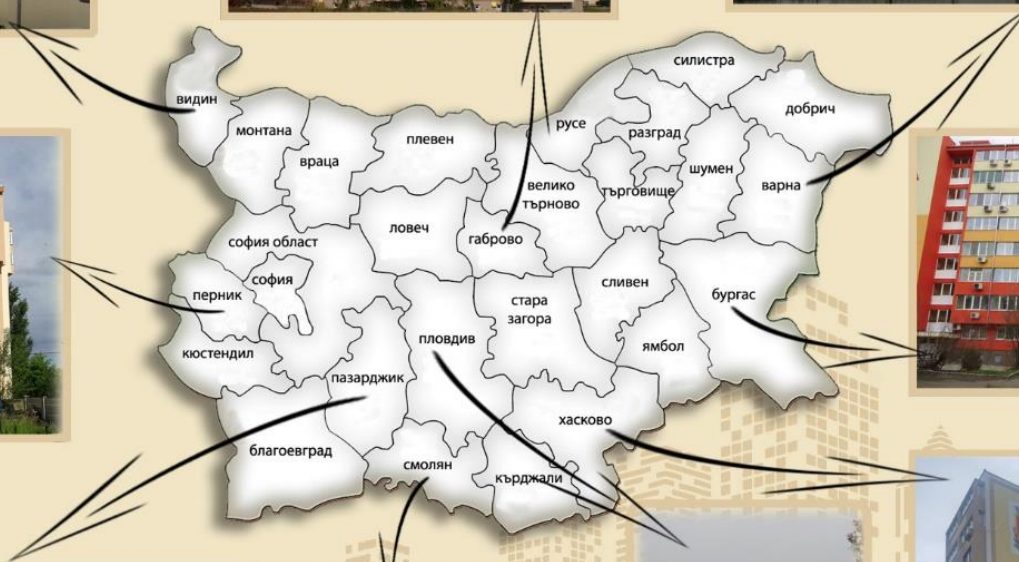 силистра
видин
добрич
русе
монтана
разград
плевен
враца
шумен
варна
велико
търново
търговище
ловеч
габрово
софия област
софия
сливен
перник
бургас
стара
загора
пловдив
ямбол
кюстендил
пазарджик
хасково
благоевград
смолян
кърджали